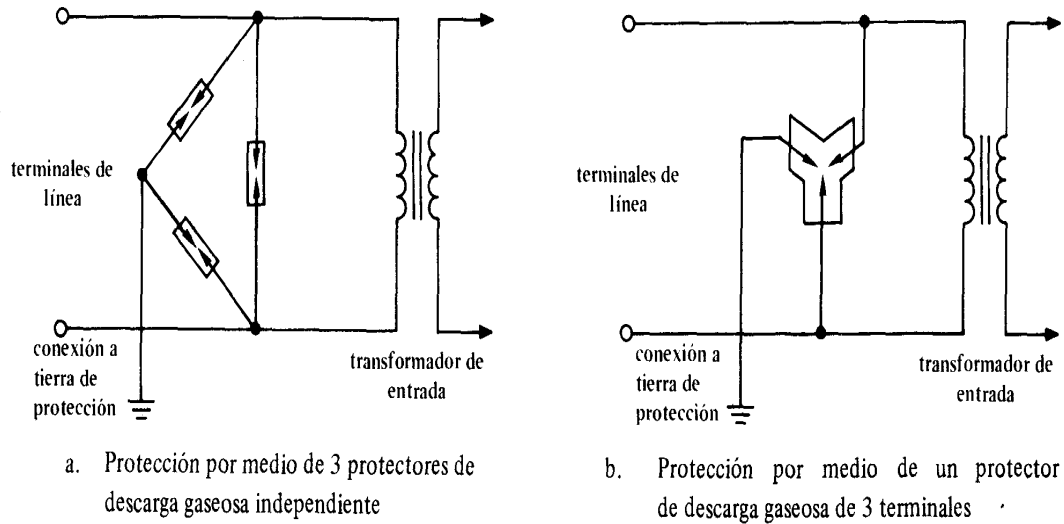 terminales de
línea
conexión a
tierra de
protección
transformador de
entrada
a. Protección por medio de 3 protectores de
descarga gaseosa independiente
terminales de
línea
conexión a
tierra de
protección
transformador de
entrada
b. Protección por medio de un protector
de descarga gaseosa de 3 terminales